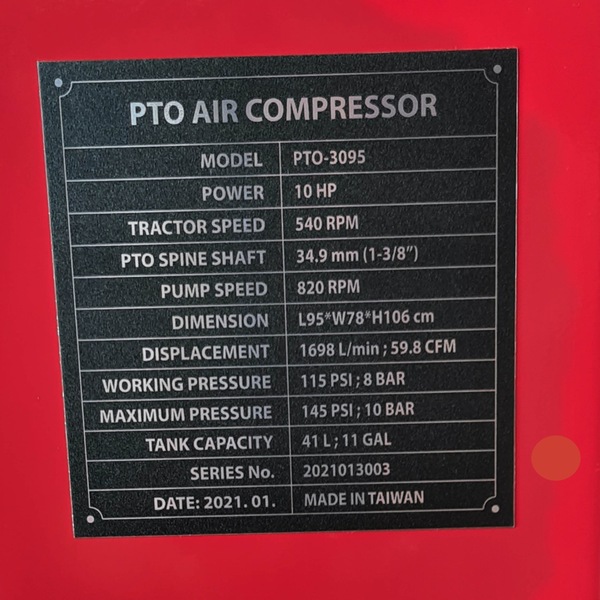 PTO AIR COMPRESSOR
MODEL PTO-3095
POWER 10 HP
TRACTOR SPEED 540 RPM
PTO SPINE SHAFT 34.9 mm (1-3/8")
PUMP SPEED 820 RPM
DIMENSION L95*W78*H106 cm
DISPLACEMENT 1698 L/min ; 59.8 CFM
WORKING PRESSURE 115 PSI ; 8 BAR
MAXIMUM PRESSURE 145 PSI ; 10 BAR
TANK CAPACITY 41 L ; 11 GAL
SERIES No. 2021013003
DATE: 2021. 01. MADE IN TAIWAN